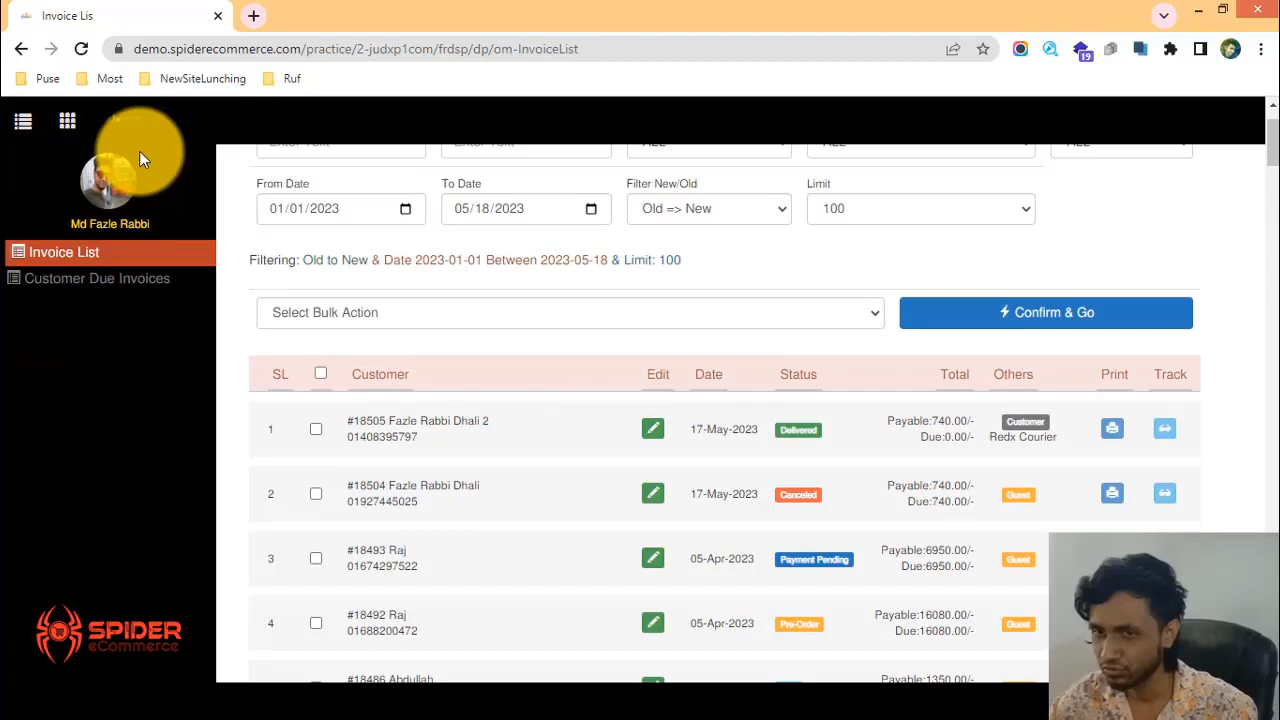 Invoice Lis
demo.spiderecommerce.com/practice/2-judxp1com/frdsp/dp/om-InvoiceList
19
Puse Most NewSiteLunching Ruf
Md Fazle Rabbi
Invoice List
Customer Due Invoices
SPIDER
eCommerce
From Date To Date Filter New/Old Limit
01/01/2023 05/18/2023 Old => New 100
Filtering: Old to New & Date 2023-01-01 Between 2023-05-18 & Limit: 100
Select Bulk Action Confirm & Go
SL Customer Edit Date Status Total Others Print Track
1 #18505 Fazle Rabbi Dhali 2 17-May-2023 Delivered Payable:740.00/- Customer
01408395797 Due:0.00/- Redx Courier
2 #18504 Fazle Rabbi Dhali 17-May-2023 Canceled Payable:740.00/- Guest
01927445025 Due:740.00/-
3 #18493 Raj 05-Apr-2023 Payment Pending Payable:6950.00/- Guest
01674297522 Due:6950.00/-
4 #18492 Raj 05-Apr-2023 Pre-Order Payable:16080.00/- Guest
01688200472 Due:16080.00/-
#18486 Abdullah Payable:1350.00/-